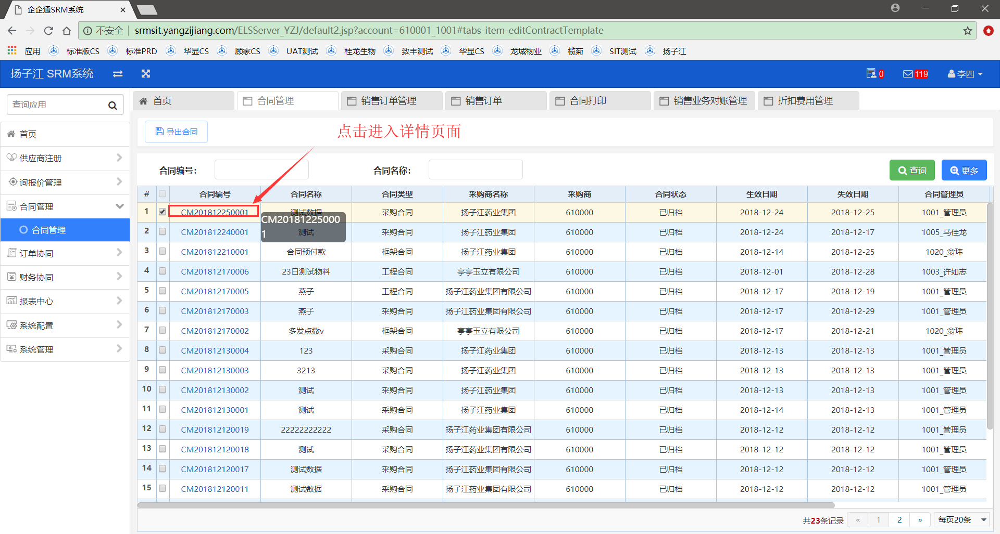 企企通SRM系统
不安全 srmsit.yangzijiang.com/ELSServer_YZJ/default2.jsp?account=610001_1001#tabs-item-editContractTemplate
应用 标准版CS 标准PRD 华显CS 顾家CS UAT测试 桂龙生物 致丰测试 华显CS 龙城物业 榄菊 SIT测试 扬子江
扬子江 SRM系统 0 119 李四
查询应用
首页
供应商注册
询报价管理
合同管理
合同管理
订单协同
财务协同
报表中心
系统配置
系统管理
首页 合同管理 销售订单管理 销售订单 合同打印 销售业务对账管理 折扣费用管理
导出合同
点击进入详情页面
合同编号: 合同名称: 查询 更多
# 合同编号 合同名称 合同类型 采购商名称 采购商 合同状态 生效日期 失效日期 合同管理员
1 CM201812250001 测试数据 采购合同 扬子江药业集团 610000 已归档 2018-12-24 2018-12-25 1001_管理员
CM20181225000
1
2 CM201812240001 测试 采购合同 扬子江药业集团 610000 已归档 2018-12-24 2018-12-17 1005_马佳龙
3 CM201812210001 合同预付款 框架合同 扬子江药业集团 610000 已归档 2018-12-14 2018-12-25 1020_翁玮
4 CM201812170006 23日测试物料 工程合同 亭亭玉立有限公司 610000 已归档 2018-12-01 2018-12-28 1003_许如志
5 CM201812170005 燕子 工程合同 扬子江药业集团有限公司 610000 已归档 2018-12-17 2018-12-19 1001_管理员
6 CM201812170003 燕子 采购合同 扬子江药业集团有限公司 610000 已归档 2018-12-17 2018-12-29 1001_管理员
7 CM201812170002 多发点撒v 框架合同 亭亭玉立有限公司 610000 已归档 2018-12-17 2018-12-21 1020_翁玮
8 CM201812130004 123 采购合同 扬子江药业集团 610000 已归档 2018-12-13 2018-12-13 1001_管理员
9 CM201812130003 3213 采购合同 扬子江药业集团 610000 已归档 2018-12-13 2018-12-13 1001_管理员
10 CM201812130002 测试 采购合同 扬子江药业集团 610000 已归档 2018-12-13 2018-12-13 1001_管理员
11 CM201812130001 测试 采购合同 扬子江药业集团 610000 已归档 2018-12-14 2018-12-13 1001_管理员
12 CM201812120019 22222222222 采购合同 扬子江药业集团有限公司 610000 已归档 2018-12-12 2018-12-12 1001_管理员
13 CM201812120018 测试 采购合同 扬子江药业集团有限公司 610000 已归档 2018-12-12 2018-12-12 1001_管理员
14 CM201812120017 测试数据 采购合同 扬子江药业集团有限公司 610000 已归档 2018-12-12 2018-12-12 1001_管理员
15 CM201812120011 测试数据 采购合同 扬子江药业集团有限公司 610000 已归档 2018-12-12 2018-12-12 1001_管理员
共23条记录 « 1 2 » 每页20条